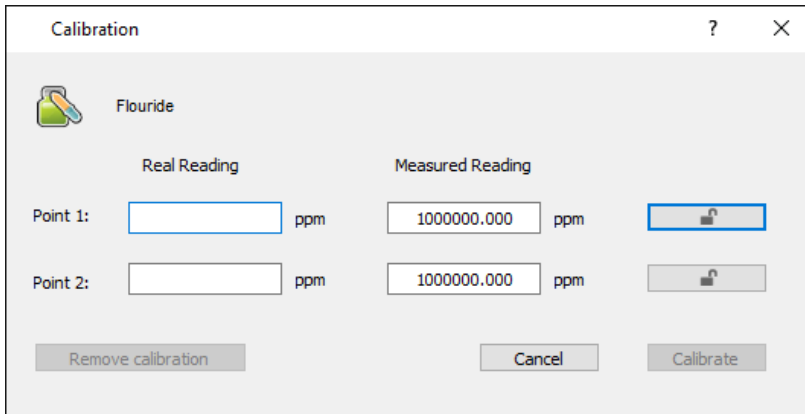 Calibration ?
Flouride
Real Reading Measured Reading
Point 1: ppm 1000000.000 ppm
Point 2: ppm 1000000.000 ppm
Remove calibration Cancel Calibrate